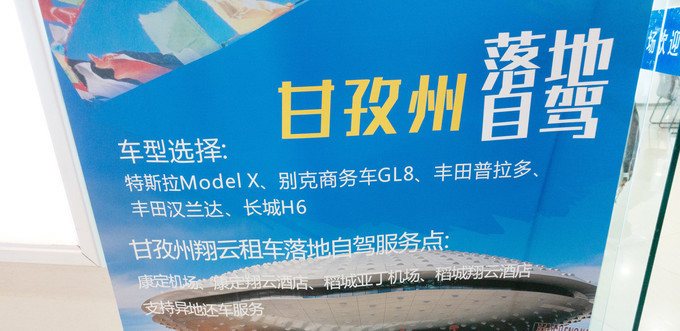 甘孜州 落地自驾
场欢迎
车型选择:
特斯拉Model X、别克商务车GL8、丰田普拉多、
丰田汉兰达、长城H6
甘孜州翔云租车落地自驾服务点:
康定机场、康定翔云酒店、稻城亚丁机场、稻城翔云酒店
支持异地还车服务